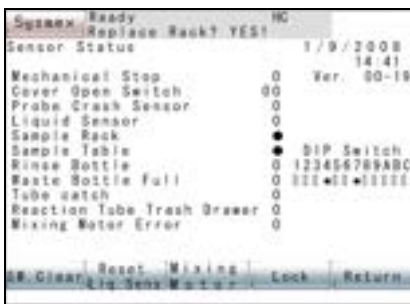 Sysmex Ready HC
Replace Rack? YES!
Sensor Status 1/ 9/2008
14:41
Mechanical Stop 0 Ver. 00-19
Cover Open Switch 00
Probe Crash Sensor 0
Liquid Sensor 0
Sample Rack ●
Sample Table ● DIP Switch
Rinse Bottle 0 123456789ABC
Waste Bottle Full 0
Tube catch 0
Reaction Tube Trash Drawer 0
Mixing Motor Error 0
SW.Clear Reset Liq Sens Mixing Motor Lock Return